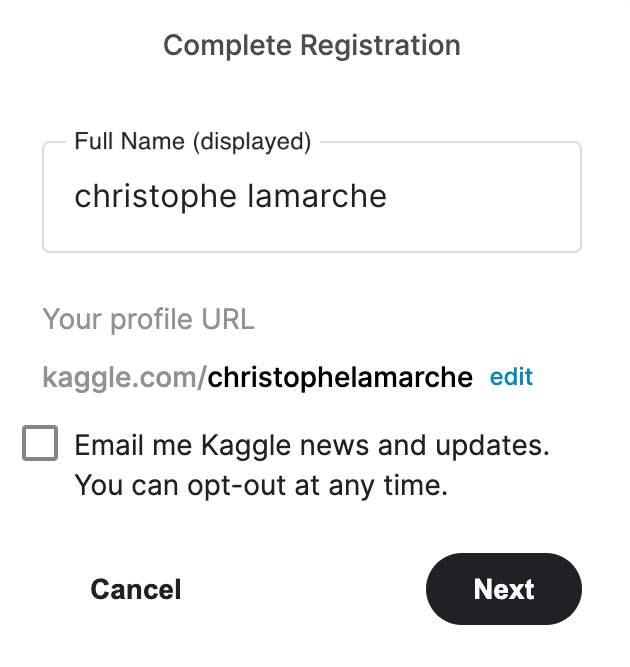 Complete Registration
Full Name (displayed)
christophe lamarche
Your profile URL
kaggle.com/christophelamarche edit
Email me Kaggle news and updates.
You can opt-out at any time.
Cancel Next